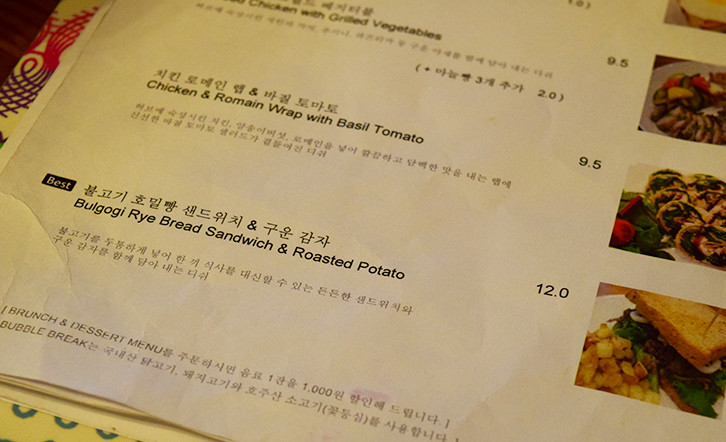 드 베지터블
Chicken with Grilled Vegetables
1.0 )
9.5
( + 마늘빵 3개 추가 2.0 )
치킨 로메인 랩 & 바질 토마토
Chicken & Romain Wrap with Basil Tomato
허브에 숙성시킨 치킨, 양송이버섯, 로메인을 넣어 깔끔하고 담백한 맛을 내는 랩에
신선한 바질 토마토 샐러드가 곁들여진 디쉬
9.5
Best
불고기 호밀빵 샌드위치 & 구운 감자
Bulgogi Rye Bread Sandwich & Roasted Potato
불고기를 두툼하게 넣어 한 끼 식사를 대신할 수 있는 든든한 샌드위치와
구운 감자를 함께 담아 내는 디쉬
12.0
[ BRUNCH & DESSERT MENU를 주문하시면 음료 1잔을 1,000원 할인해 드립니다. ]
BUBBLE BREAK는 국내산 닭고기, 돼지고기와 호주산 소고기(꽃등심)를 사용합니다.